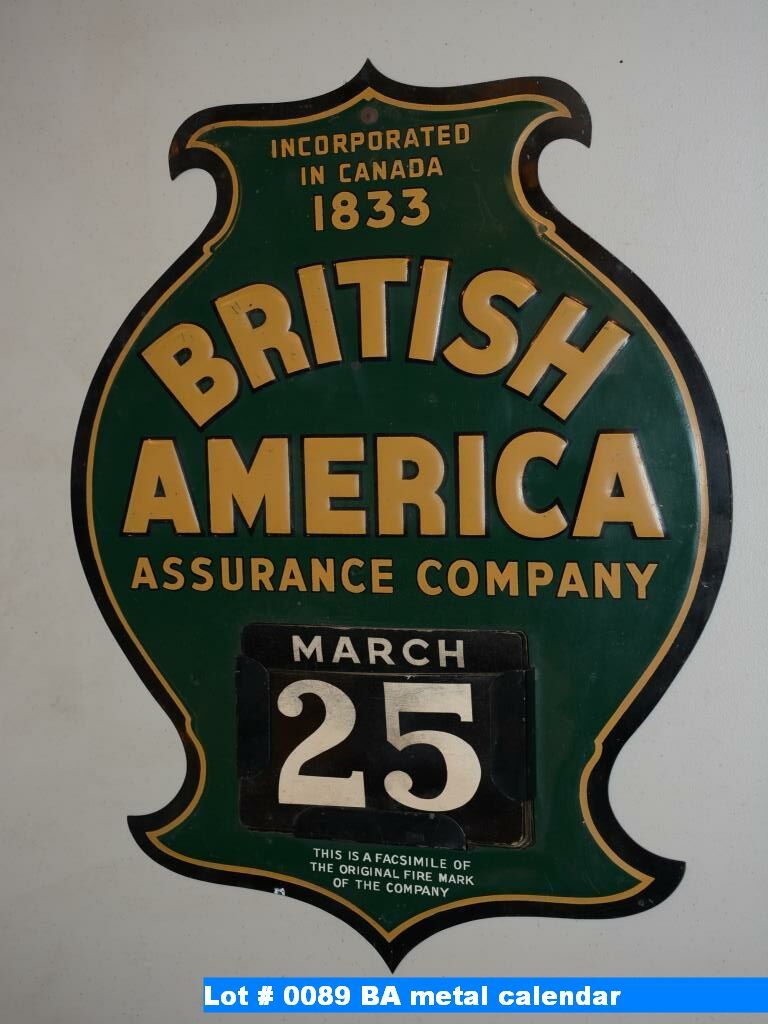 INCORPORATED
IN CANADA
1833
BRITISH
AMERICA
ASSURANCE COMPANY
MARCH
25
THIS IS A FACSIMILE OF
THE ORIGINAL FIRE MARK
OF THE COMPANY
Lot # 0089 BA metal calendar